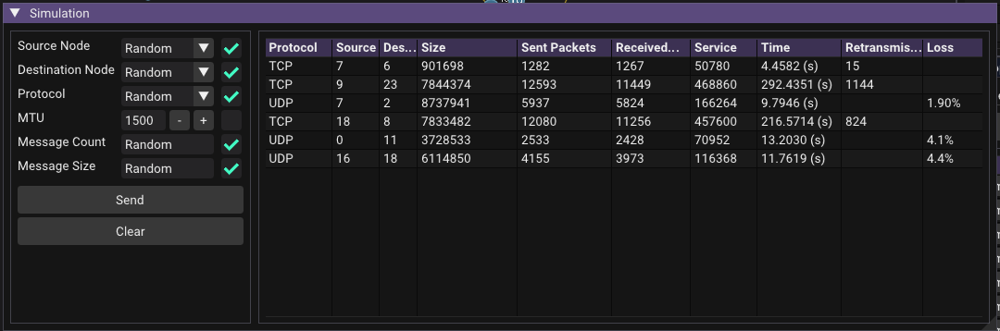 Simulation
Source Node Random
Destination Node Random
Protocol Random
MTU 1500 - +
Message Count Random
Message Size Random
Send
Clear
Protocol Source Des... Size Sent Packets Received... Service Time Retransmis... Loss
TCP 7 6 901698 1282 1267 50780 4.4582 (s) 15
TCP 9 23 7844374 12593 11449 468860 292.4351 (s) 1144
UDP 7 2 8737941 5937 5824 166264 9.7946 (s) 1.90%
TCP 18 8 7833482 12080 11256 457600 216.5714 (s) 824
UDP 0 11 3728533 2533 2428 70952 13.2030 (s) 4.1%
UDP 16 18 6114850 4155 3973 116368 11.7619 (s) 4.4%